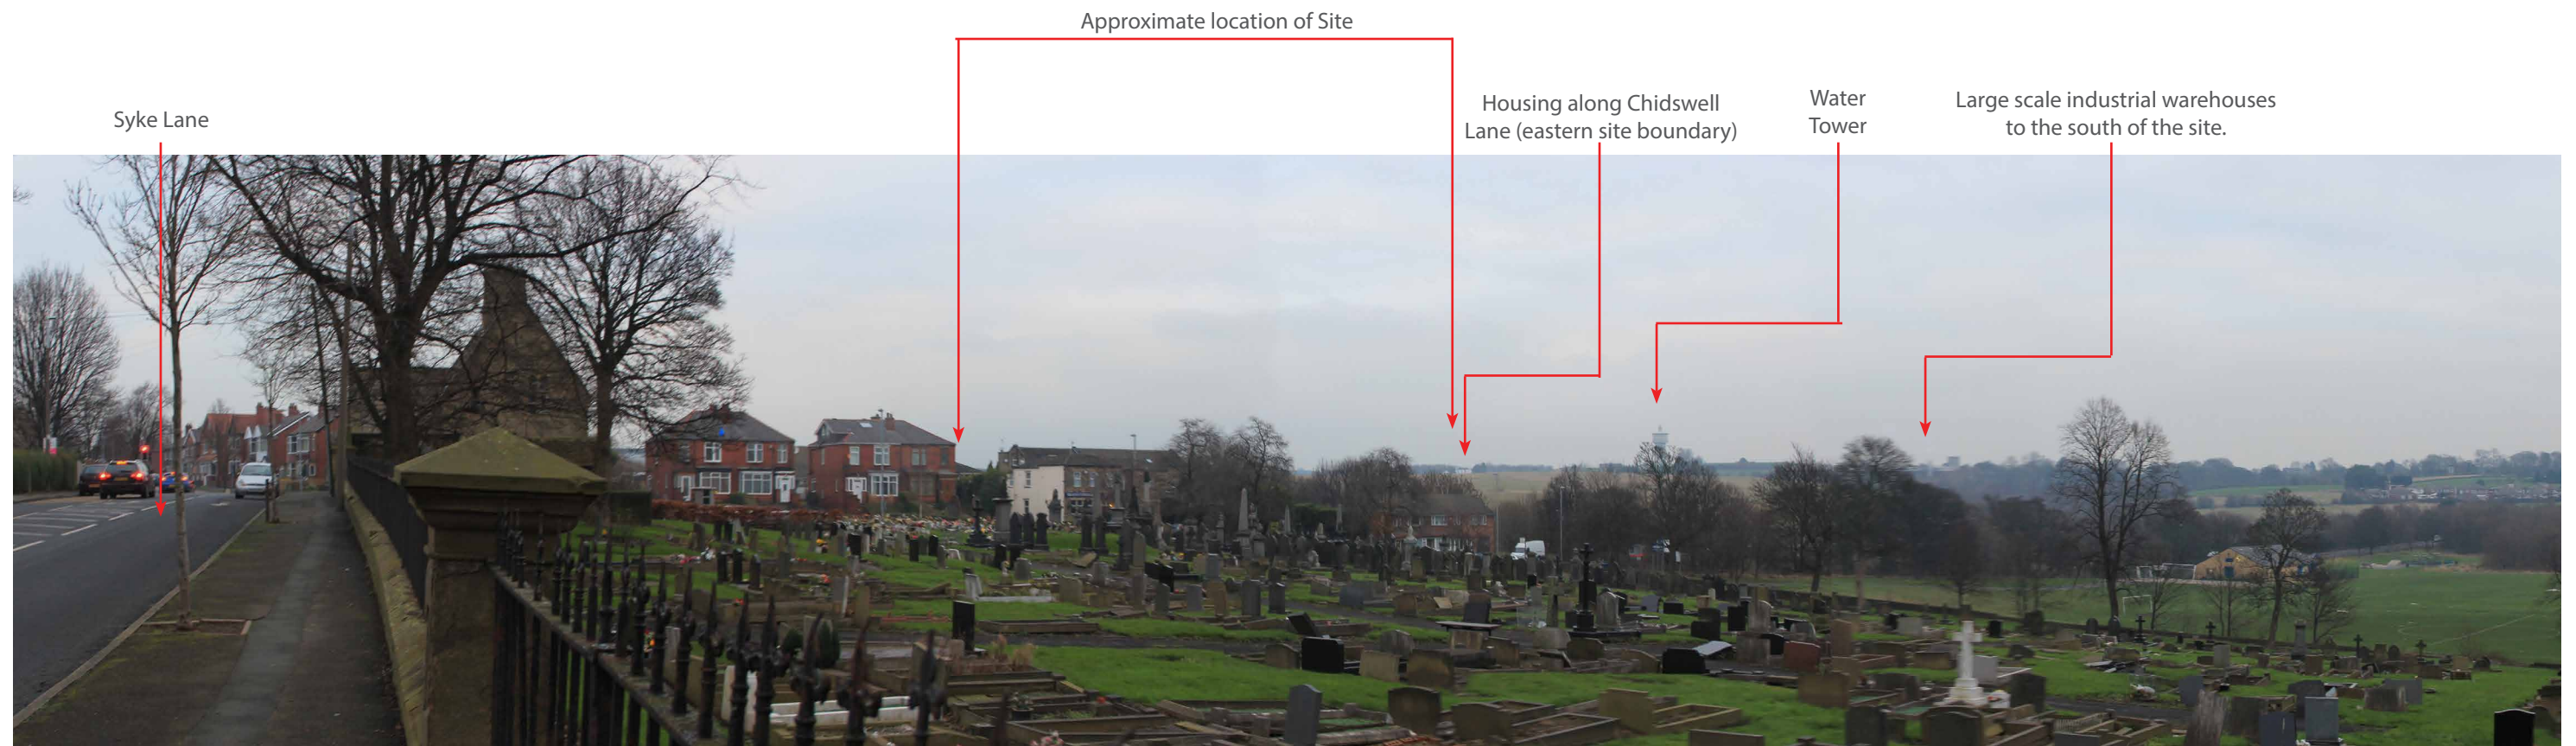 Approximate location of Site
Syke Lane
Housing along Chidswell
Lane (eastern site boundary)
Water
Tower
Large scale industrial warehouses
to the south of the site.